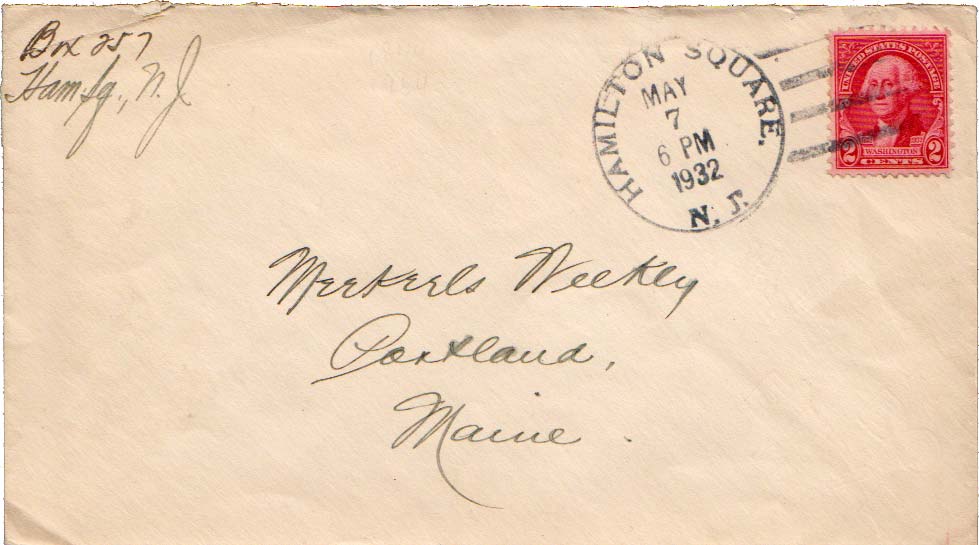 Box 257
Ham Sq., N. J.
HAMILTON SQUARE.
MAY
7
6 PM
1932
N. J.
UNITED STATES POSTAGE
WASHINGTON
2 CENTS 2
Meekeels Weekly
Portland,
Maine.